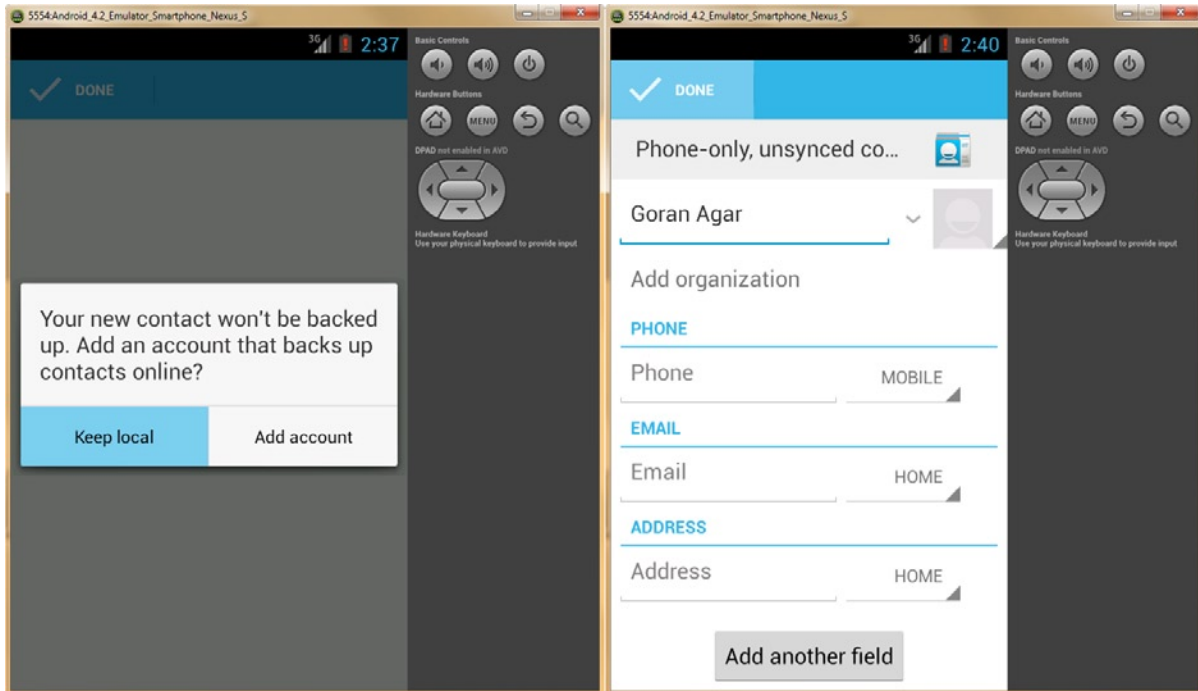 5554:Android_4.2_Emulator_Smartphone_Nexus_S
3G 2:37
DONE
Your new contact won't be backed
up. Add an account that backs up
contacts online?
Keep local Add account
Basic Controls
Hardware Buttons
MENU
DPAD not enabled in AVD
Hardware Keyboard
Use your physical keyboard to provide input
5554:Android_4.2_Emulator_Smartphone_Nexus_S
3G 2:40
DONE
Phone-only, unsynced co...
Goran Agar
Add organization
PHONE
Phone MOBILE
EMAIL
Email HOME
ADDRESS
Address HOME
Add another field
Basic Controls
Hardware Buttons
MENU
DPAD not enabled in AVD
Hardware Keyboard
Use your physical keyboard to provide input